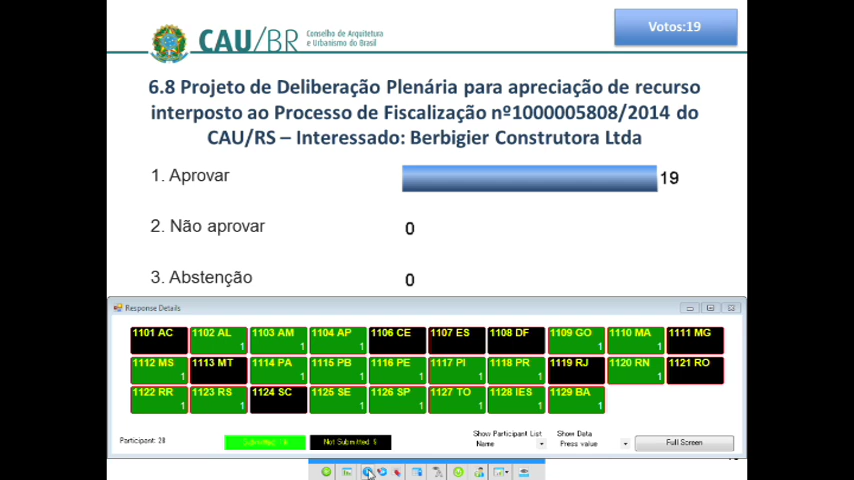 CAU/BR
Conselho de Arquitetura
e Urbanismo do Brasil
Votos:19
6.8 Projeto de Deliberação Plenária para apreciação de recurso
interposto ao Processo de Fiscalização nº1000005808/2014 do
CAU/RS – Interessado: Berbigier Construtora Ltda
1. Aprovar 19
2. Não aprovar 0
3. Abstenção 0
Response Details
1101 AC 1102 AL 1 1103 AM 1 1104 AP 1 1106 CE 1107 ES 1108 DF 1109 GO 1 1110 MA 1 1111 MG
1112 MS 1 1113 MT 1114 PA 1 1115 PB 1 1116 PE 1 1117 PI 1 1118 PR 1 1119 RJ 1120 RN 1 1121 RO
1122 RR 1 1123 RS 1 1124 SC 1125 SE 1 1126 SP 1 1127 TO 1 1128 IES 1 1129 BA 1
Participant: 28
Not Submitted: 9
Show Participant List
Name
Show Data
Press value
Full Screen